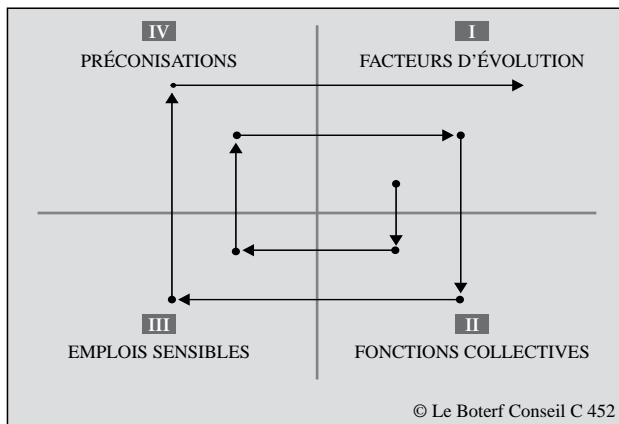 IV
PRÉCONISATIONS
I
FACTEURS D'ÉVOLUTION
III
EMPLOIS SENSIBLES
II
FONCTIONS COLLECTIVES
© Le Boterf Conseil C 452